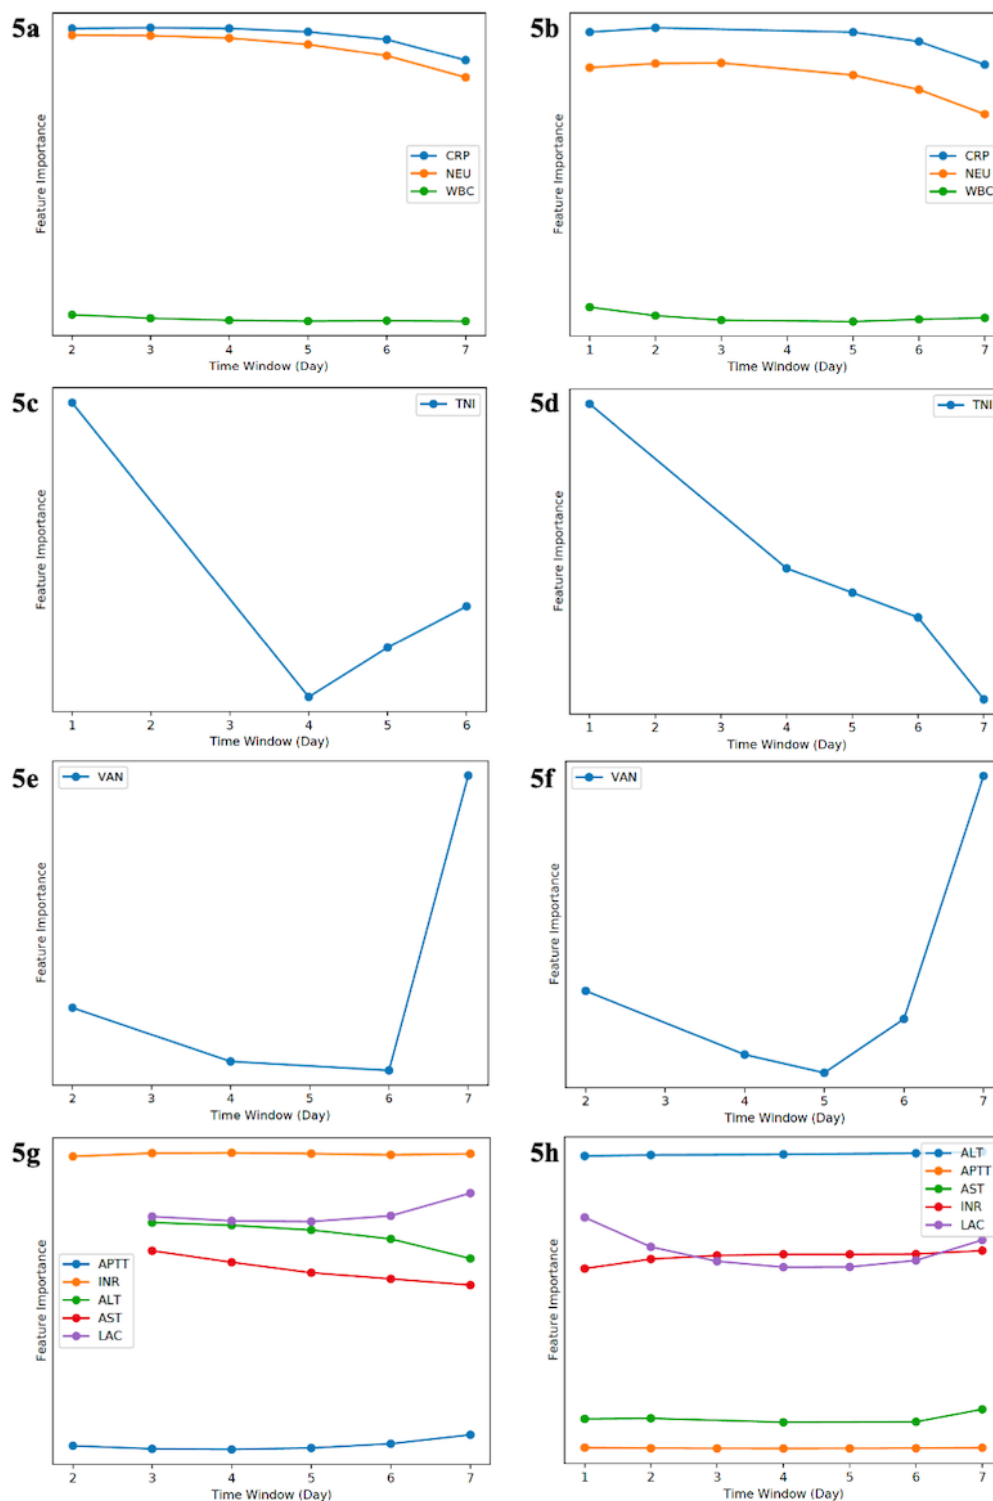 5a
Feature Importance
CRP
NEU
WBC
2 3 4 5 6 7
Time Window (Day)
5b
Feature Importance
CRP
NEU
WBC
1 2 3 4 5 6 7
Time Window (Day)
5c
Feature Importance
TNI
1 2 3 4 5 6
Time Window (Day)
5d
Feature Importance
TNI
1 2 3 4 5 6 7
Time Window (Day)
5e
Feature Importance
VAN
2 3 4 5 6 7
Time Window (Day)
5f
Feature Importance
VAN
2 3 4 5 6 7
Time Window (Day)
5g
Feature Importance
APTT
INR
ALT
AST
LAC
2 3 4 5 6 7
Time Window (Day)
5h
Feature Importance
ALT
APTT
AST
INR
LAC
1 2 3 4 5 6 7
Time Window (Day)